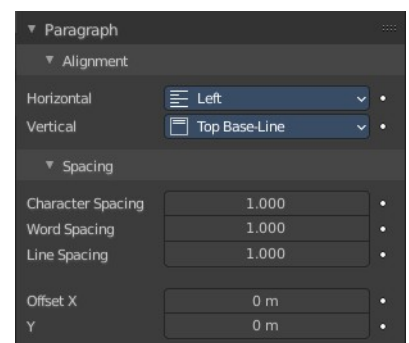 Paragraph
Alignment
Horizontal Left
Vertical Top Base-Line
Spacing
Character Spacing 1.000
Word Spacing 1.000
Line Spacing 1.000
Offset X 0 m
Y 0 m